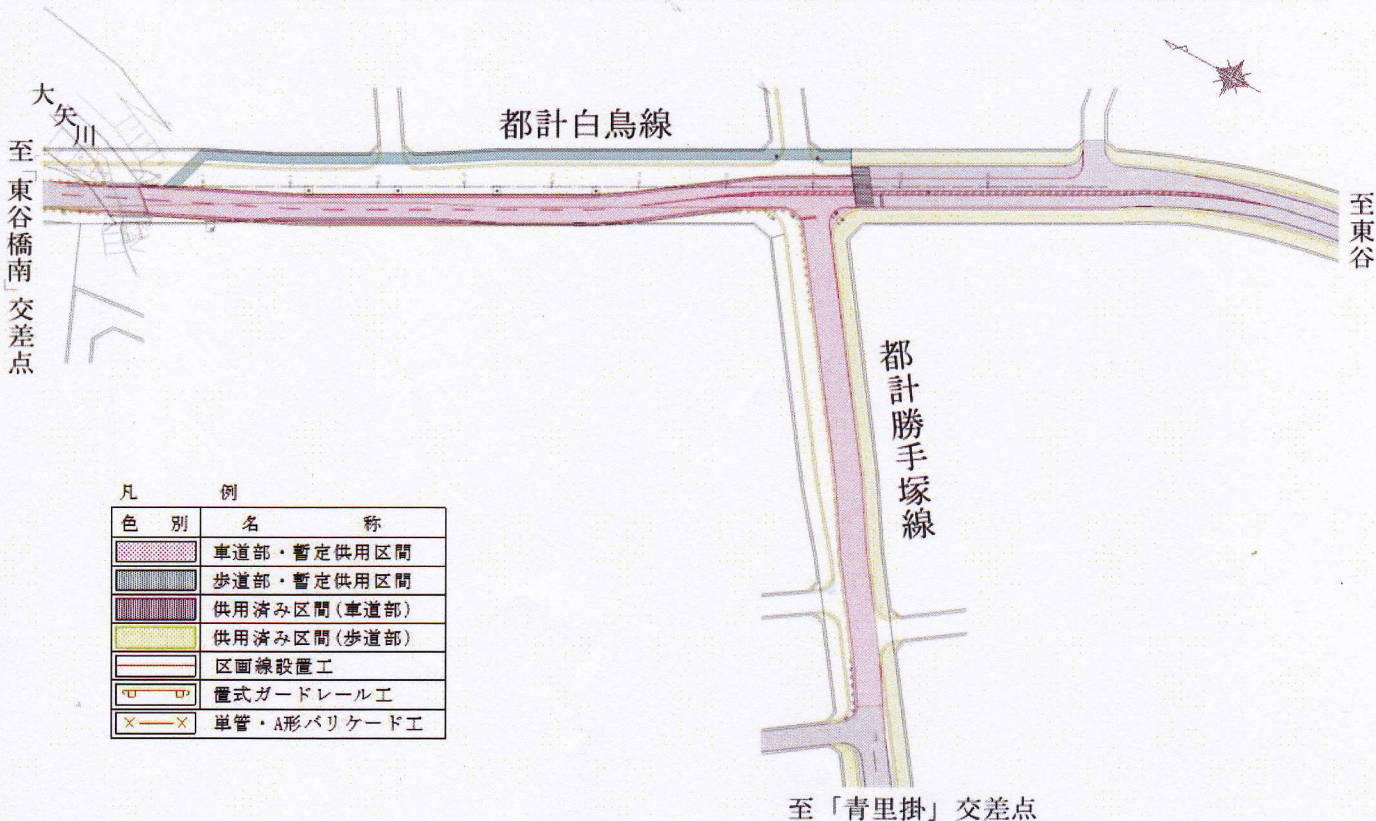 大矢川
至「東谷橋南」交差点
都計白鳥線
至東谷
都計勝手塚線
凡 例
色 別 名 称
車道部・暫定供用区間
歩道部・暫定供用区間
供用済み区間(車道部)
供用済み区間(歩道部)
区画線設置工
置式ガードレール工
単管・A形バリケード工
至「青里掛」交差点